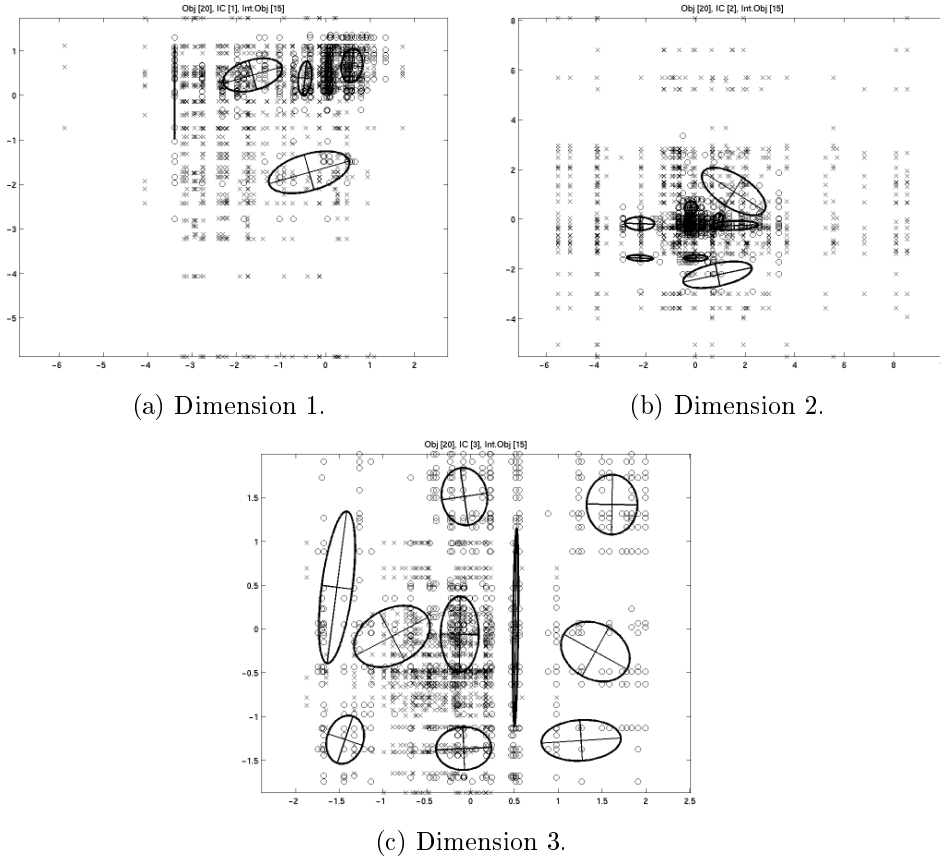 Obj [20], IC [1], Int.Obj [15]
1
0
−1
−2
−3
−4
−5
−6 −5 −4 −3 −2 −1 0 1 2
(a) Dimension 1.
Obj [20], IC [2], Int.Obj [15]
8
6
4
2
0
−2
−4
−6 −4 −2 0 2 4 6 8
(b) Dimension 2.
Obj [20], IC [3], Int.Obj [15]
1.5
1
0.5
0
−0.5
−1
−1.5
−2 −1.5 −1 −0.5 0 0.5 1 1.5 2 2.5
(c) Dimension 3.